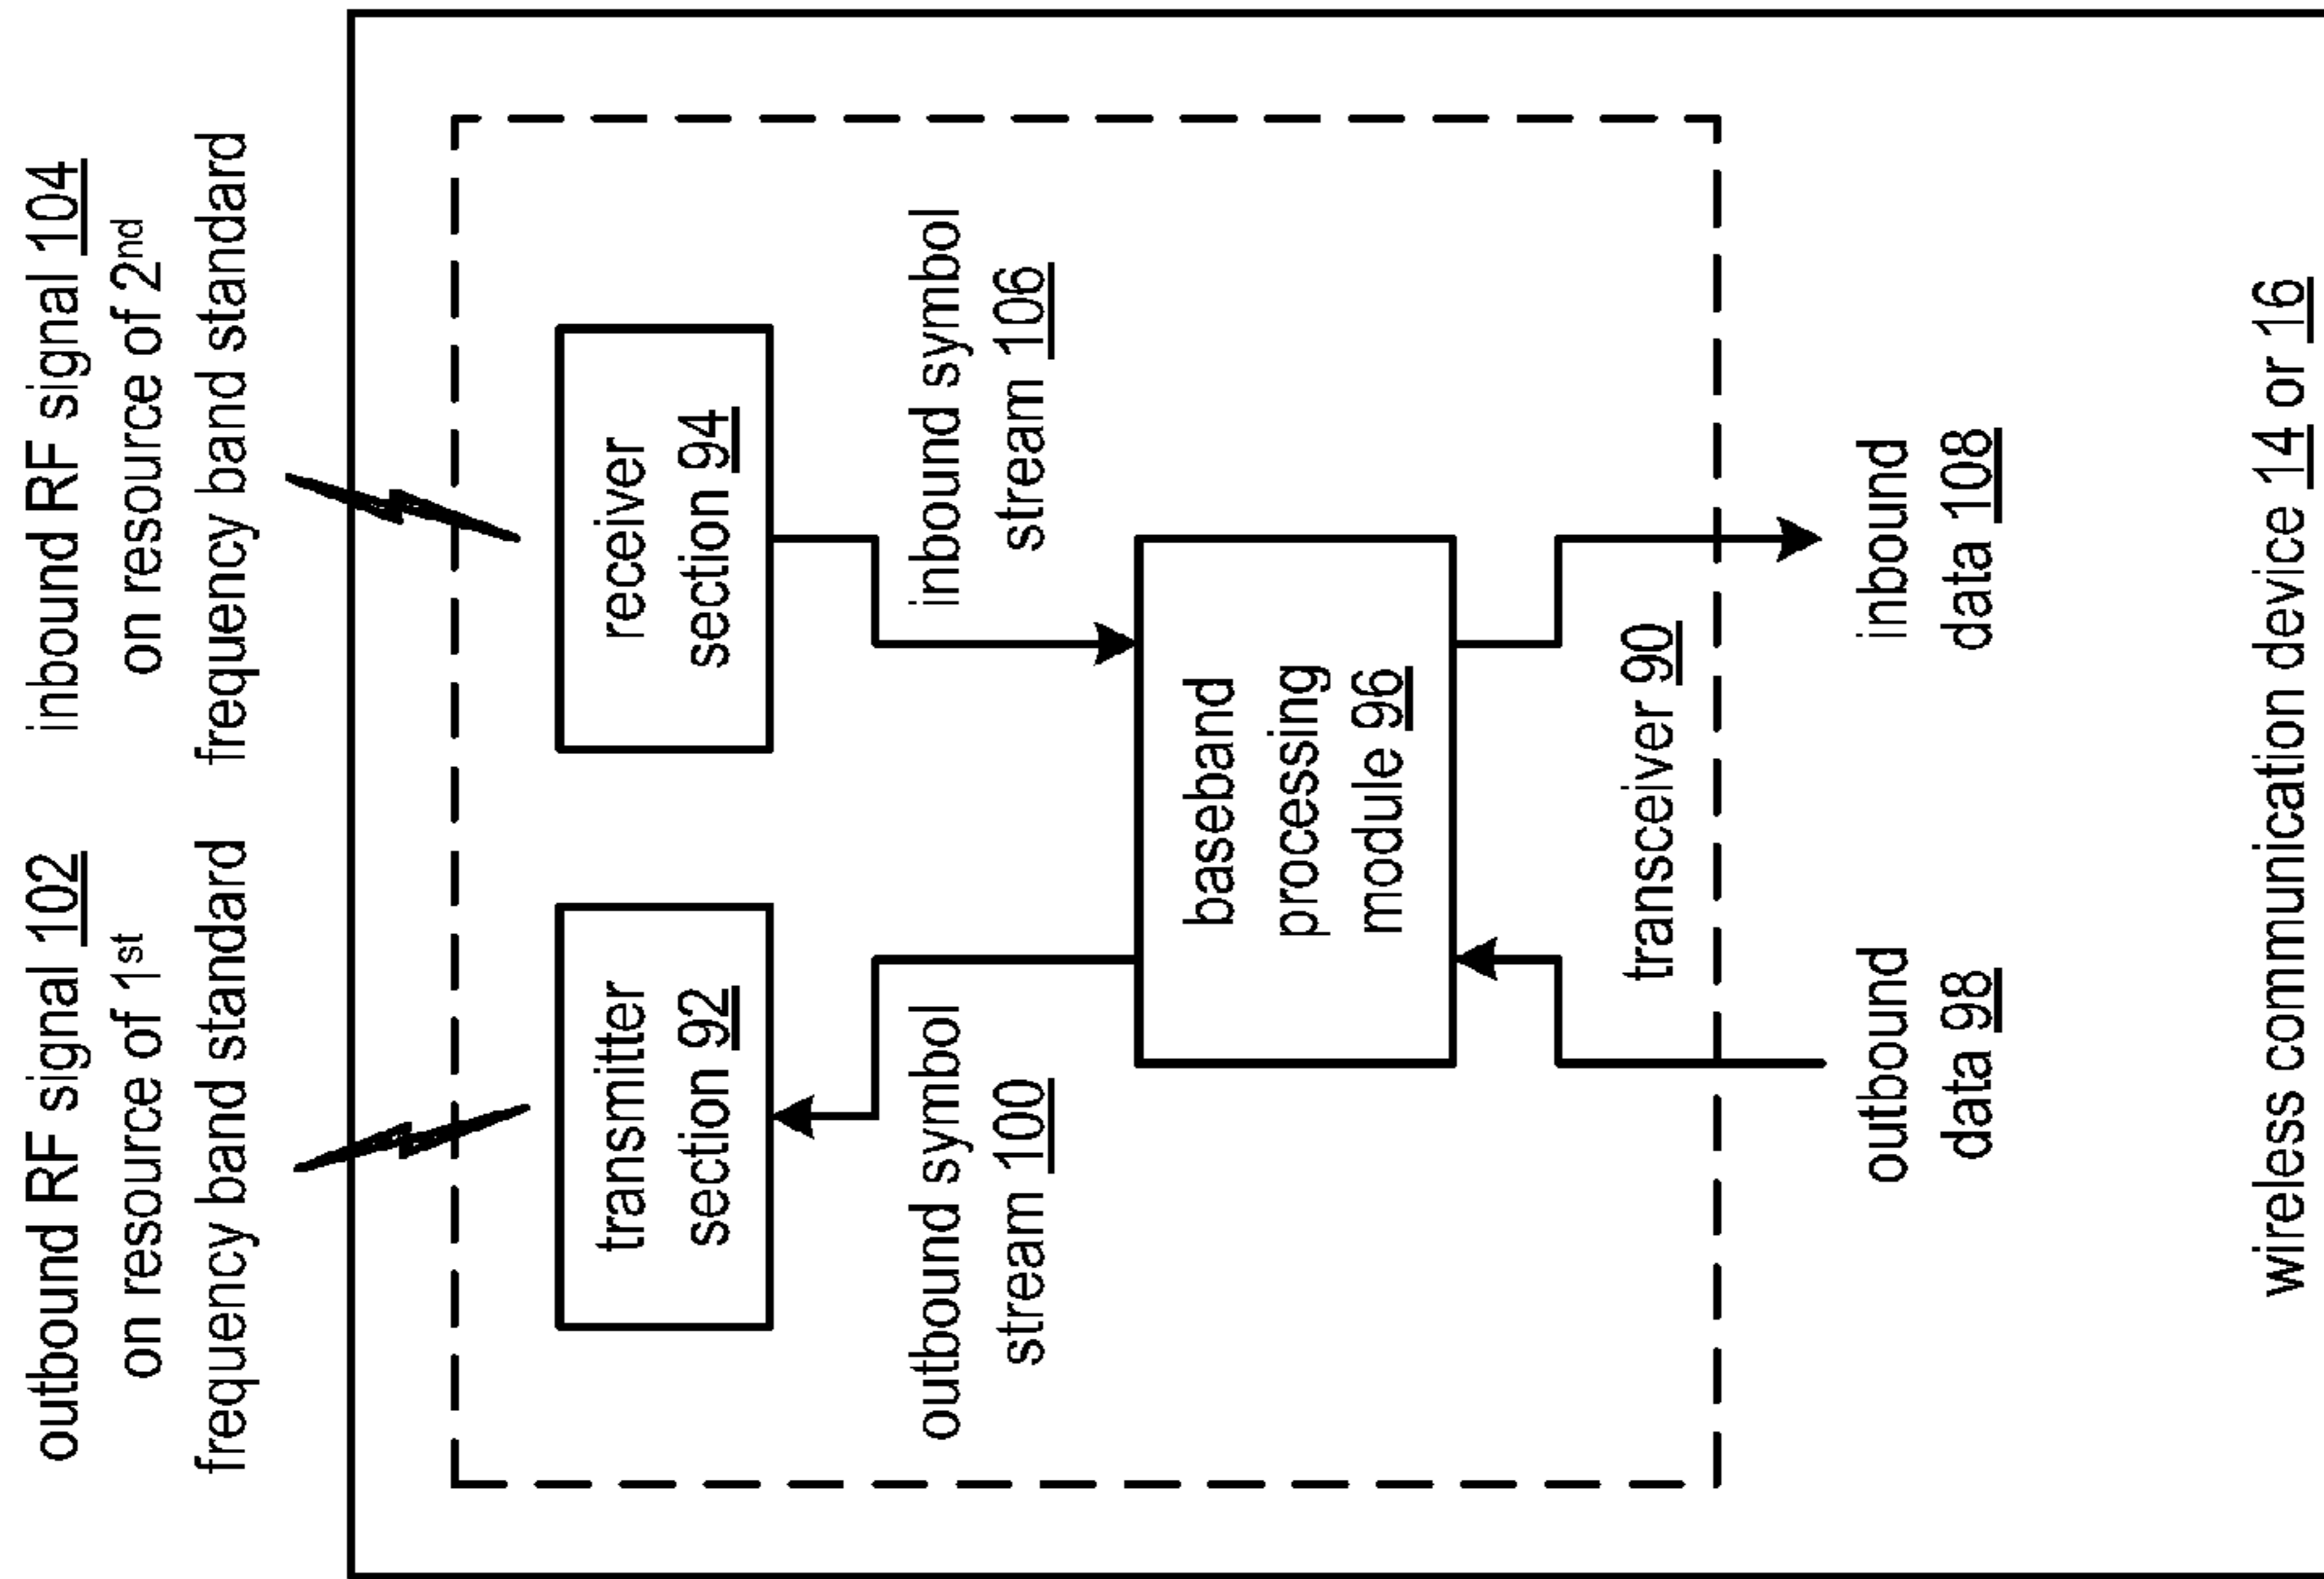 outbound RF signal 102
on resource of 1st
frequency band standard
inbound RF signal 104
on resource of 2nd
frequency band standard
transmitter
section 92
receiver
section 94
outbound symbol
stream 100
inbound symbol
stream 106
baseband
processing
module 96
transceiver 90
outbound
data 98
inbound
data 108
wireless communication device 14 or 16